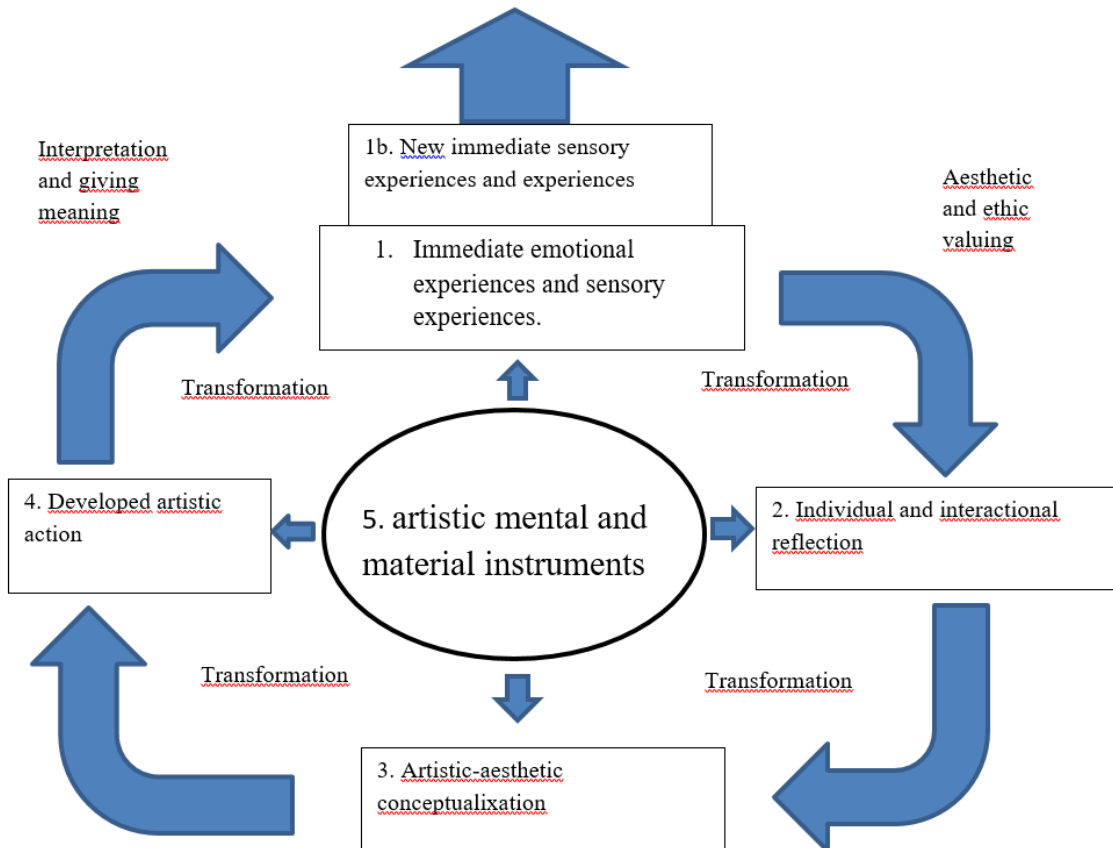 1b. New immediate sensory
experiences and experiences
Interpretation
and giving
meaning
Aesthetic
and ethic
valuing
1. Immediate emotional
experiences and sensory
experiences.
Transformation
Transformation
4. Developed artistic
action
5. artistic mental and
material instruments
2. Individual and interactional
reflection
Transformation
Transformation
3. Artistic-aesthetic
conceptualixation